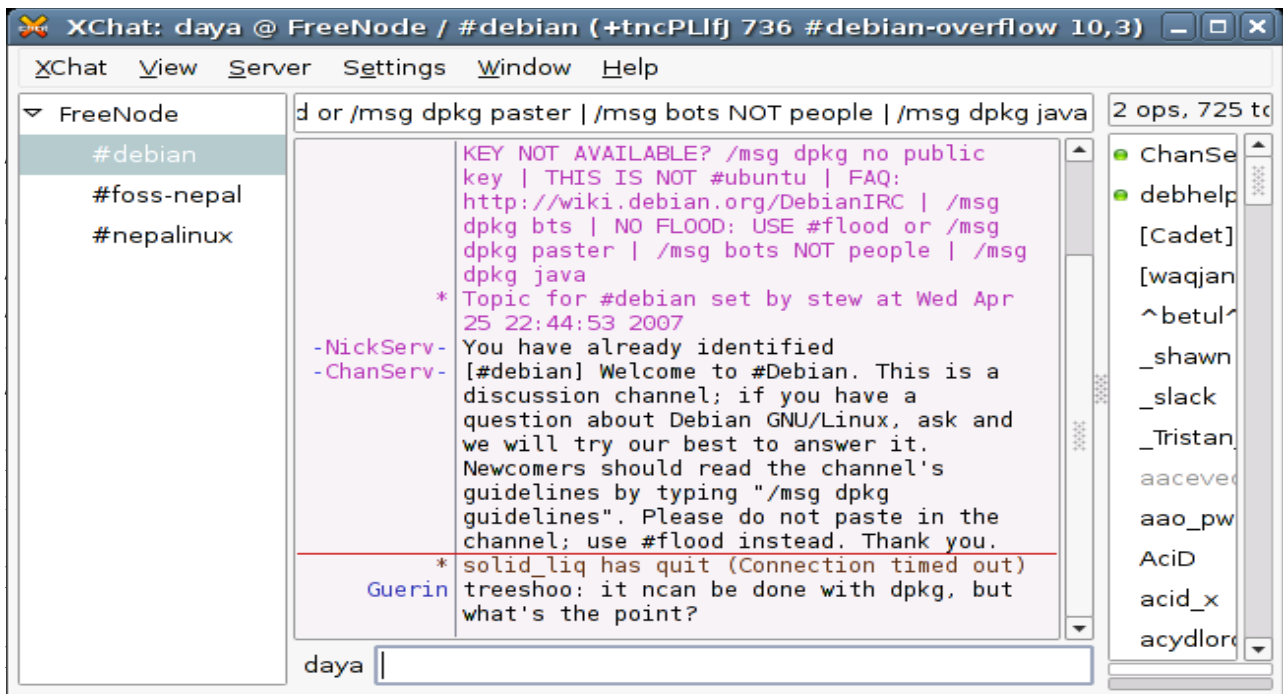 XChat: daya @ FreeNode / #debian (+tncPLlfJ 736 #debian-overflow 10,3)
XChat View Server Settings Window Help
FreeNode
#debian
#foss-nepal
#nepalinux
d or /msg dpkg paster | /msg bots NOT people | /msg dpkg java
KEY NOT AVAILABLE? /msg dpkg no public
key | THIS IS NOT #ubuntu | FAQ:
http://wiki.debian.org/DebianIRC | /msg
dpkg bts | NO FLOOD: USE #flood or /msg
dpkg paster | /msg bots NOT people | /msg
dpkg java
* Topic for #debian set by stew at Wed Apr
25 22:44:53 2007
-NickServ- You have already identified
-ChanServ- [#debian] Welcome to #Debian. This is a
discussion channel; if you have a
question about Debian GNU/Linux, ask and
we will try our best to answer it.
Newcomers should read the channel's
guidelines by typing "/msg dpkg
guidelines". Please do not paste in the
channel; use #flood instead. Thank you.
* solid_liq has quit (Connection timed out)
Guerin treeshoo: it ncan be done with dpkg, but
what's the point?
daya
2 ops, 725 to
ChanSe
debhelp
[Cadet]
[waqjan
^betul^
_shawn
_slack
_Tristan_
aaceved
aao_pw
AciD
acid_x
acydlord